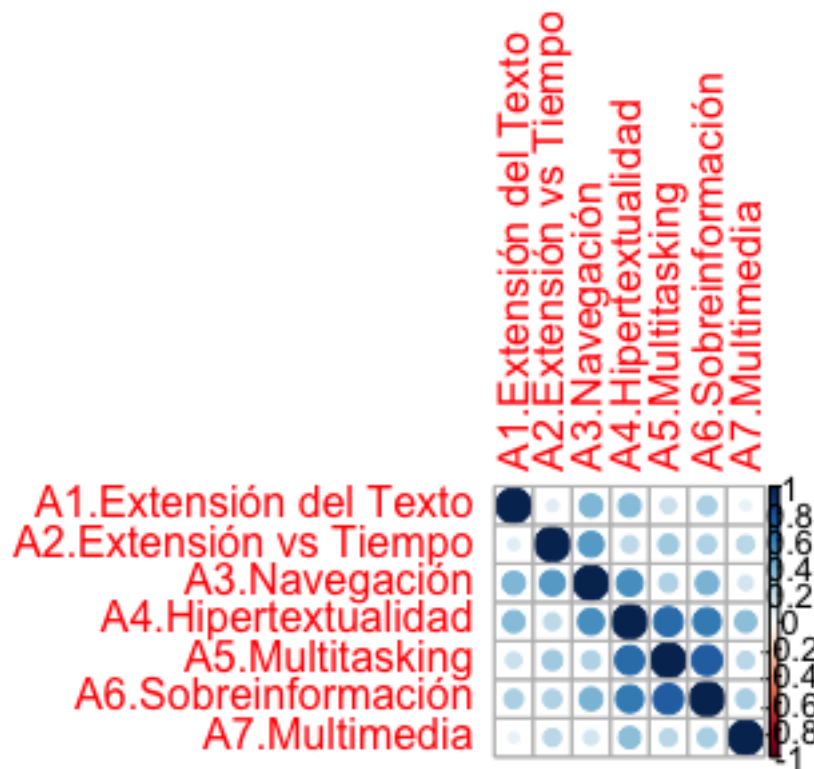 A1.Extensión del Texto
A2.Extensión vs Tiempo
A3.Navegación
A4.Hipertextualidad
A5.Multitasking
A6.Sobreinformación
A7.Multimedia
A1.Extensión del Texto
A2.Extensión vs Tiempo
A3.Navegación
A4.Hipertextualidad
A5.Multitasking
A6.Sobreinformación
A7.Multimedia
1
0.8
0.6
0.4
0.2
0
-0.2
-0.4
-0.6
-0.8
-1